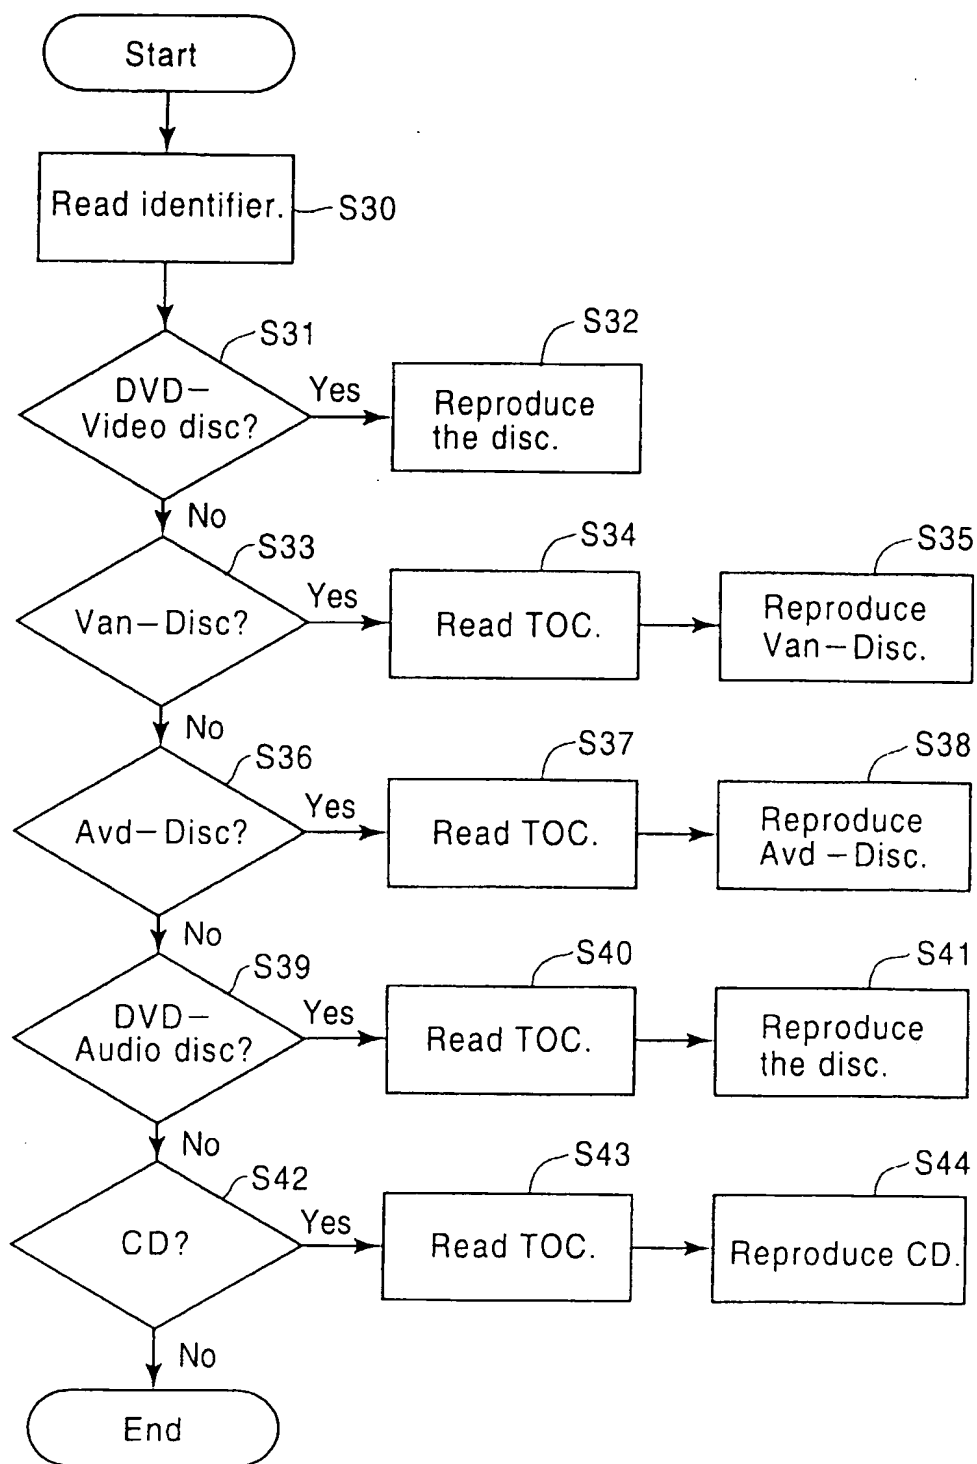 Start
Read identifier.
S30
S31
DVD–
Video disc?
Yes
S32
Reproduce
the disc.
No
S33
Van–Disc?
Yes
S34
Read TOC.
S35
Reproduce
Van–Disc.
No
S36
Avd–Disc?
Yes
S37
Read TOC.
S38
Reproduce
Avd –Disc.
No
S39
DVD–
Audio disc?
Yes
S40
Read TOC.
S41
Reproduce
the disc.
No
S42
CD?
Yes
S43
Read TOC.
S44
Reproduce CD.
No
End